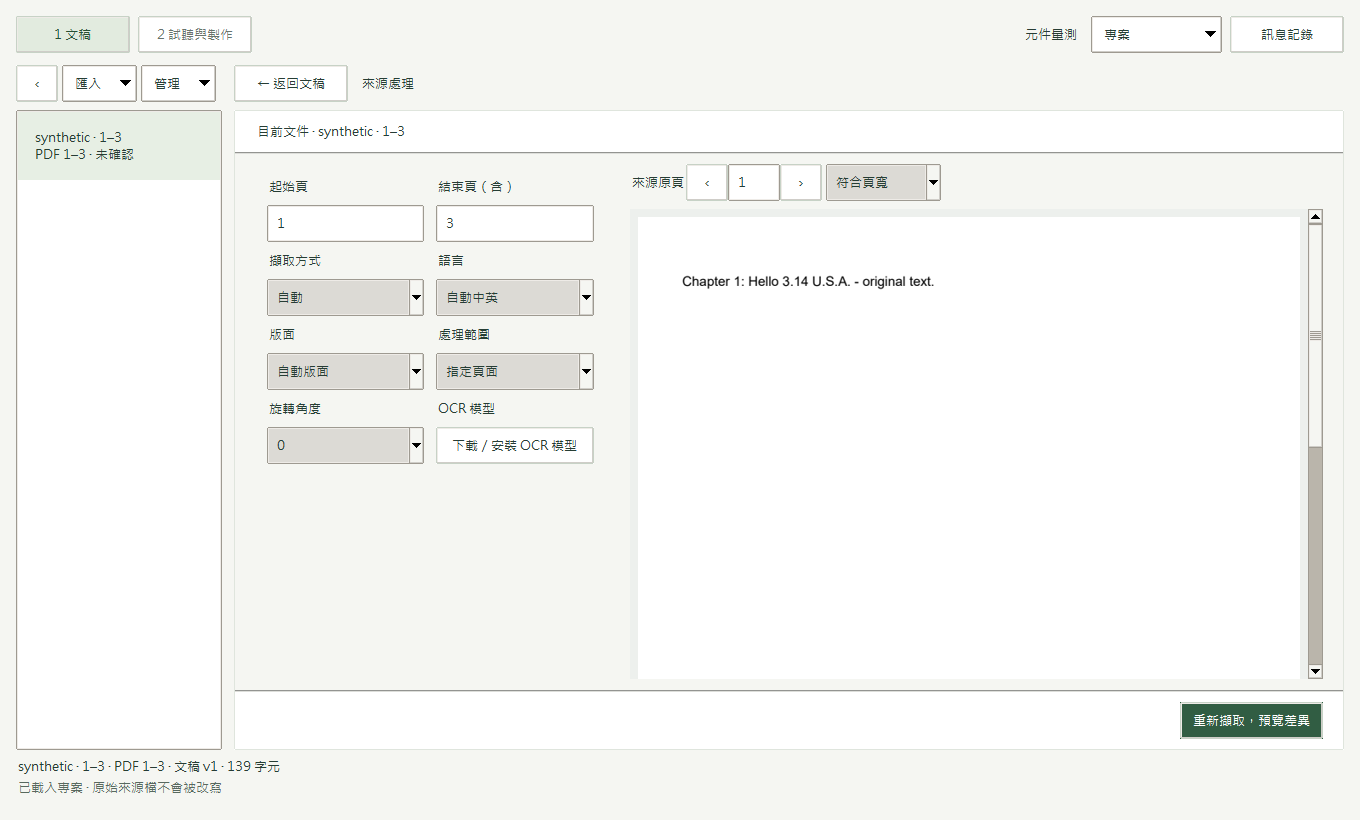 1 文稿
2 試聽與製作
元件量測
專案
訊息記錄
‹
匯入
管理
← 返回文稿
來源處理
synthetic · 1–3
PDF 1–3 · 未確認
目前文件 · synthetic · 1–3
起始頁
結束頁（含）
1
3
擷取方式
語言
自動
自動中英
版面
處理範圍
自動版面
指定頁面
旋轉角度
OCR 模型
0
下載 / 安裝 OCR 模型
來源原頁
‹
1
›
符合頁寬
Chapter 1: Hello 3.14 U.S.A. - original text.
重新擷取，預覽差異
synthetic · 1–3 · PDF 1–3 · 文稿 v1 · 139 字元
已載入專案 · 原始來源檔不會被改寫